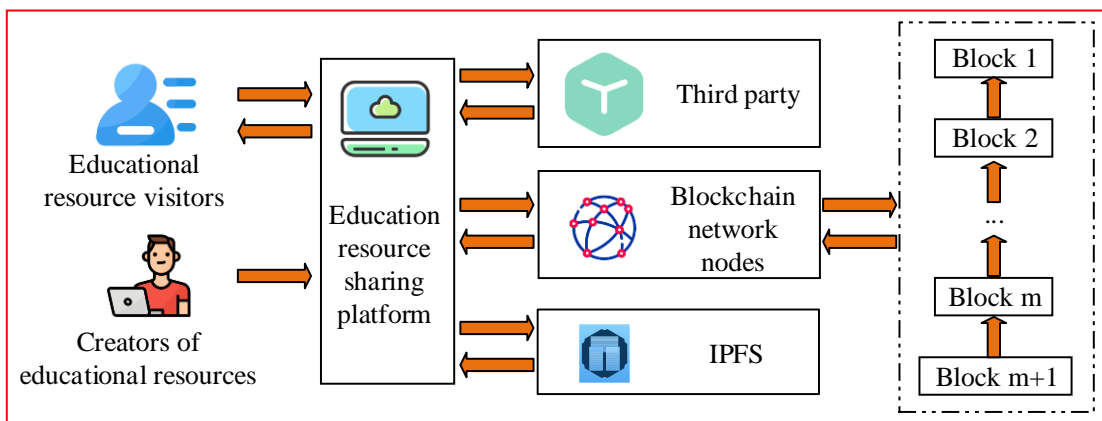 Educational
resource visitors
Creators of
educational resources
Education
resource
sharing
platform
Third party
Blockchain
network
nodes
IPFS
Block 1
Block 2
...
Block m
Block m+1